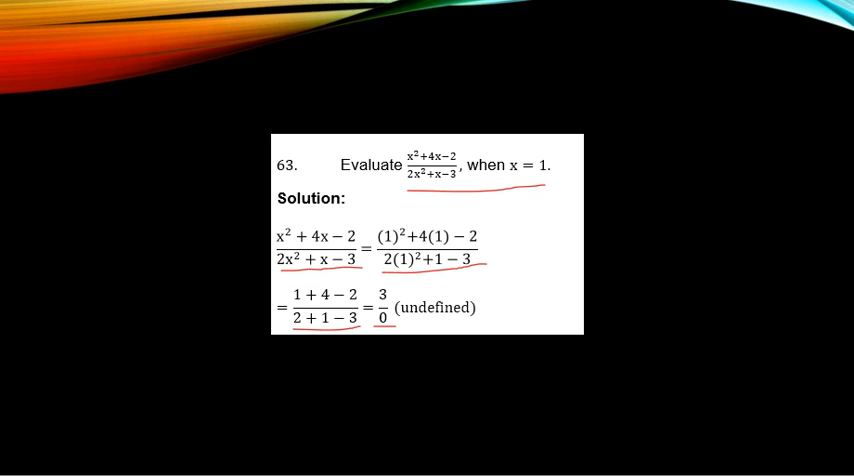 63. Evaluate (x²+4x−2)/(2x²+x−3), when x = 1.
Solution:
(x² + 4x − 2)/(2x² + x − 3) = ((1)²+4(1) − 2)/(2(1)²+1 − 3)
= (1 + 4 − 2)/(2 + 1 − 3) = 3/0 (undefined)